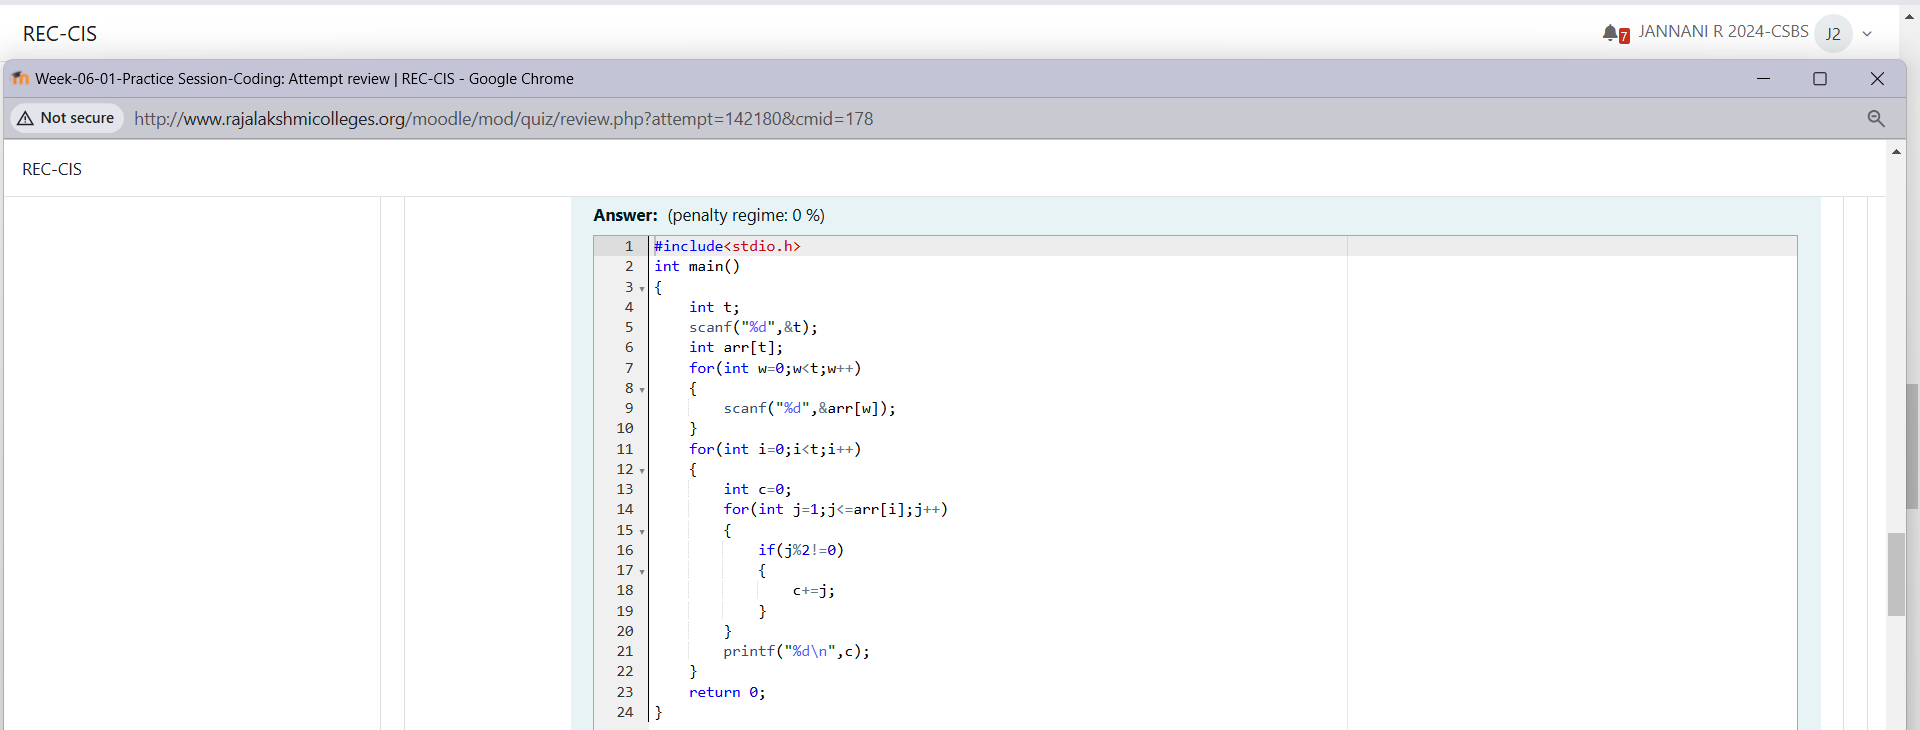 REC-CIS
7 JANNANI R 2024-CSBS J2
Week-06-01-Practice Session-Coding: Attempt review | REC-CIS - Google Chrome
Not secure http://www.rajalakshmicolleges.org/moodle/mod/quiz/review.php?attempt=142180&cmid=178
REC-CIS
Answer: (penalty regime: 0 %)
1 #include<stdio.h>
2 int main()
3 {
4     int t;
5     scanf("%d",&t);
6     int arr[t];
7     for(int w=0;w<t;w++)
8     {
9         scanf("%d",&arr[w]);
10     }
11     for(int i=0;i<t;i++)
12     {
13         int c=0;
14         for(int j=1;j<=arr[i];j++)
15         {
16             if(j%2!=0)
17             {
18                 c+=j;
19             }
20         }
21         printf("%d\n",c);
22     }
23     return 0;
24 }